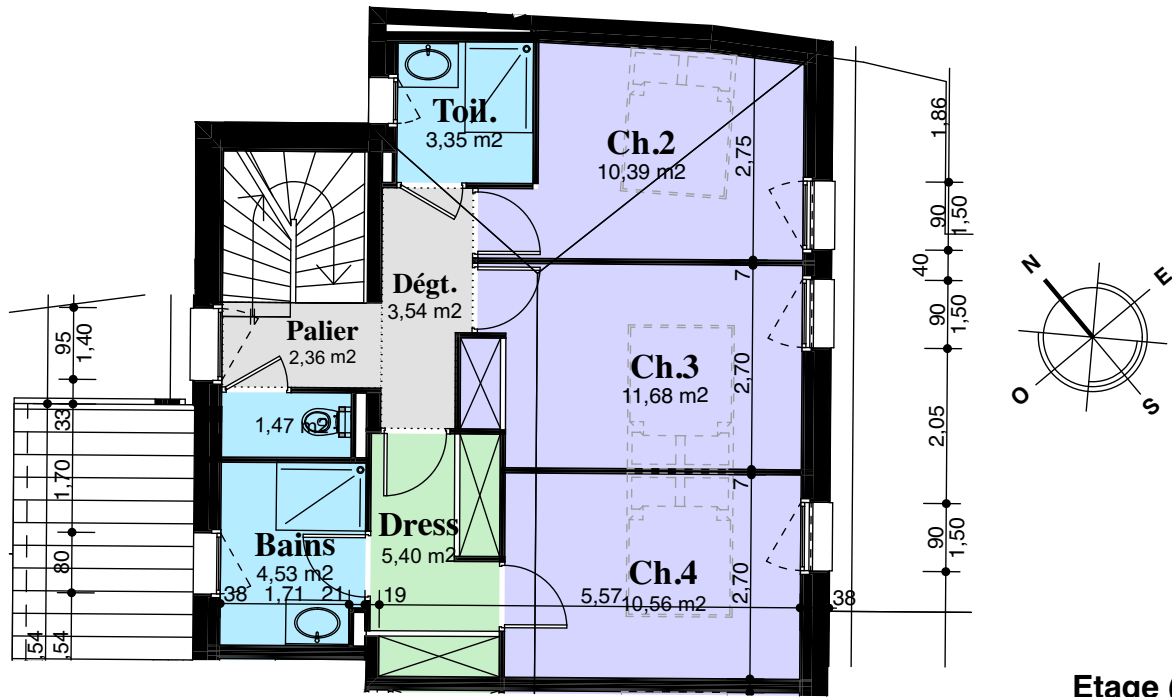 Toil.
3,35 m2
Ch.2
10,39 m2
2,75
1,86
90
1,50
40
7
90
1,50
N
E
O
S
Dégt.
3,54 m2
Palier
2,36 m2
95
1,40
Ch.3
11,68 m2
2,70
2,05
33
1,47 m2
1,70
7
Bains
4,53 m2
Dress
5,40 m2
Ch.4
10,56 m2
2,70
90
1,50
80
38
1,71
21
19
5,57
38
,54
,54
Etage